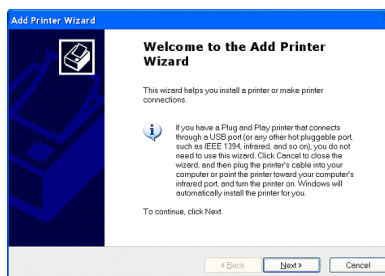 Add Printer Wizard
Welcome to the Add Printer
Wizard
This wizard helps you install a printer or make printer
connections.
If you have a Plug and Play printer that connects
through a USB port (or any other hot pluggable port,
such as IEEE 1394, infrared, and so on), you do not
need to use this wizard. Click Cancel to close the
wizard, and then plug the printer's cable into your
computer or point the printer toward your computer's
infrared port, and turn the printer on. Windows will
automatically install the printer for you.
To continue, click Next.
< Back Next > Cancel